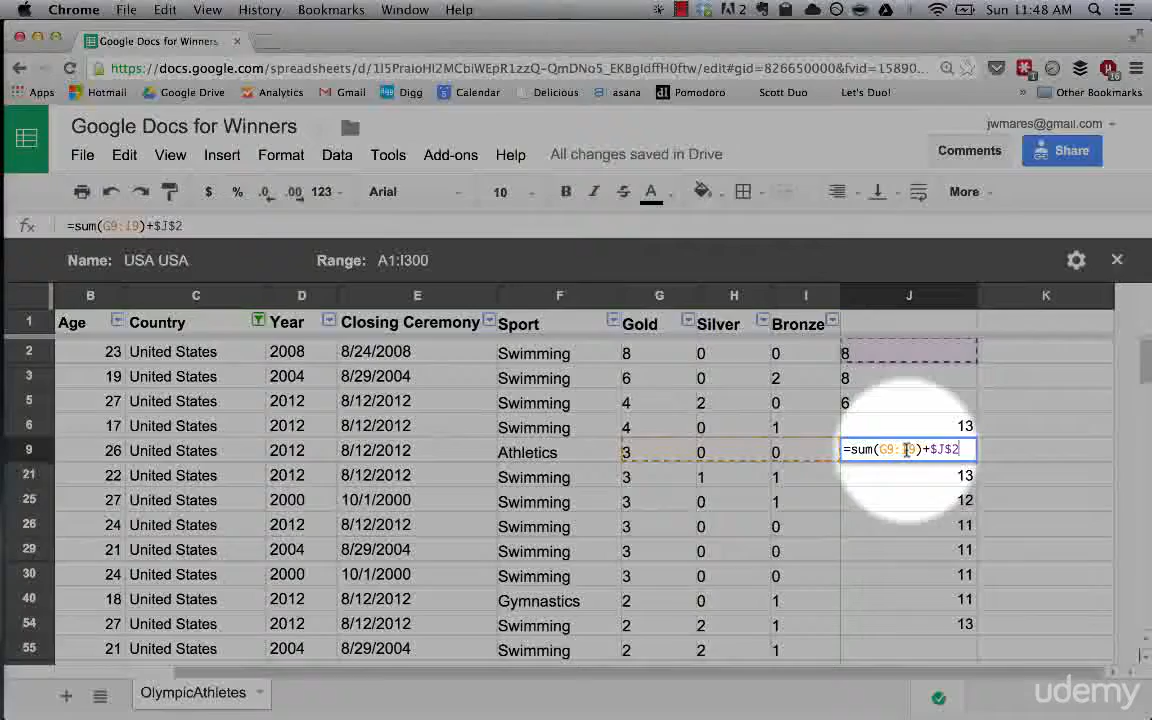 Chrome File Edit View History Bookmarks Window Help 2 Sun 11:48 AM
Google Docs for Winners
https://docs.google.com/spreadsheets/d/
Apps Hotmail Google Drive Analytics Gmail Digg Calendar Delicious asana Pomodoro Scott Duo Let's Duo! » Other Bookmarks
Google Docs for Winners jwmares@gmail.com
File Edit View Insert Format Data Tools Add-ons Help All changes saved in Drive Comments Share
$ % .0 .00 123 Arial 10 B I S A More
fx =sum(G9:I9)+$J$2
Name: USA USA Range: A1:I300
B C D E F G H I J K
1 Age Country Year Closing Ceremony Sport Gold Silver Bronze
2 23 United States 2008 8/24/2008 Swimming 8 0 0 8
3 19 United States 2004 8/29/2004 Swimming 6 0 2 8
5 27 United States 2012 8/12/2012 Swimming 4 2 0 6
6 17 United States 2012 8/12/2012 Swimming 4 0 1 13
9 26 United States 2012 8/12/2012 Athletics 3 0 0 =sum(G9:I9)+$J$2
21 22 United States 2012 8/12/2012 Swimming 3 1 1 13
25 27 United States 2000 10/1/2000 Swimming 3 0 1 12
26 24 United States 2012 8/12/2012 Swimming 3 0 0 11
29 21 United States 2004 8/29/2004 Swimming 3 0 0 11
30 24 United States 2000 10/1/2000 Swimming 3 0 0 11
40 18 United States 2012 8/12/2012 Gymnastics 2 0 1 11
54 27 United States 2012 8/12/2012 Swimming 2 2 1 13
55 21 United States 2004 8/29/2004 Swimming 2 2 1
OlympicAthletes
udemy